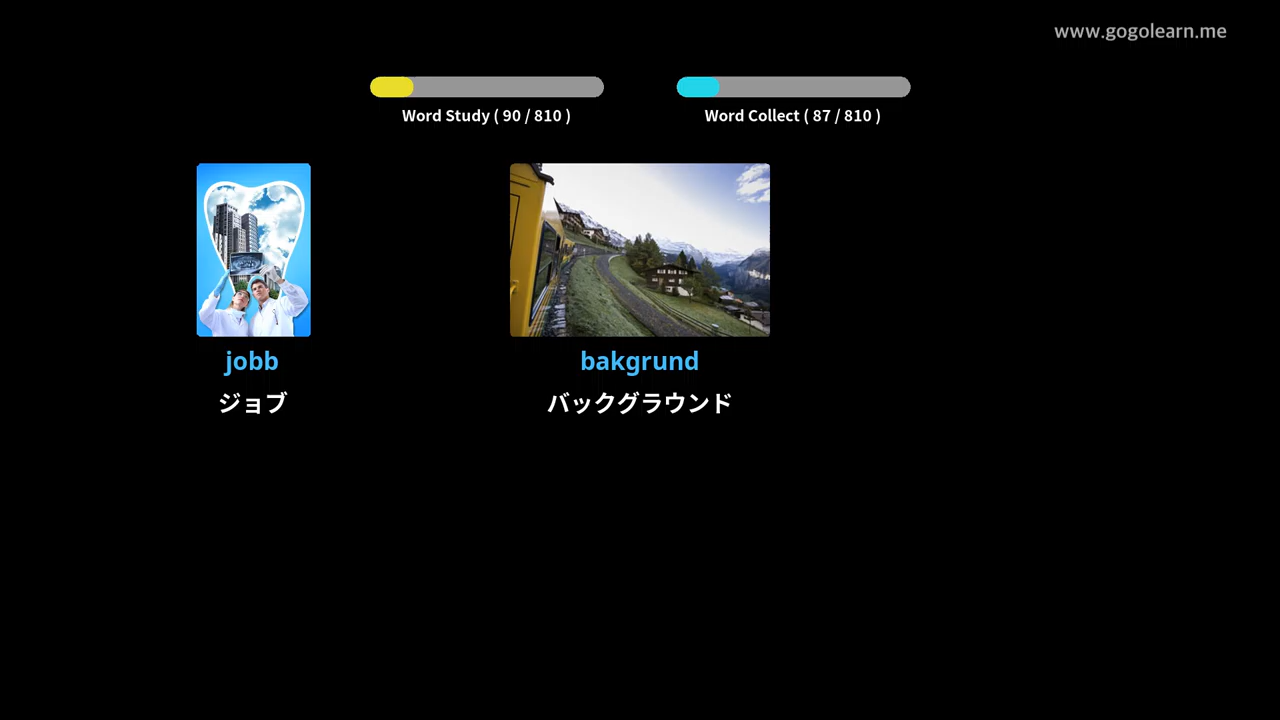 www.gogolearn.me
Word Study ( 90 / 810 )
Word Collect ( 87 / 810 )
jobb
ジョブ
bakgrund
バックグラウンド